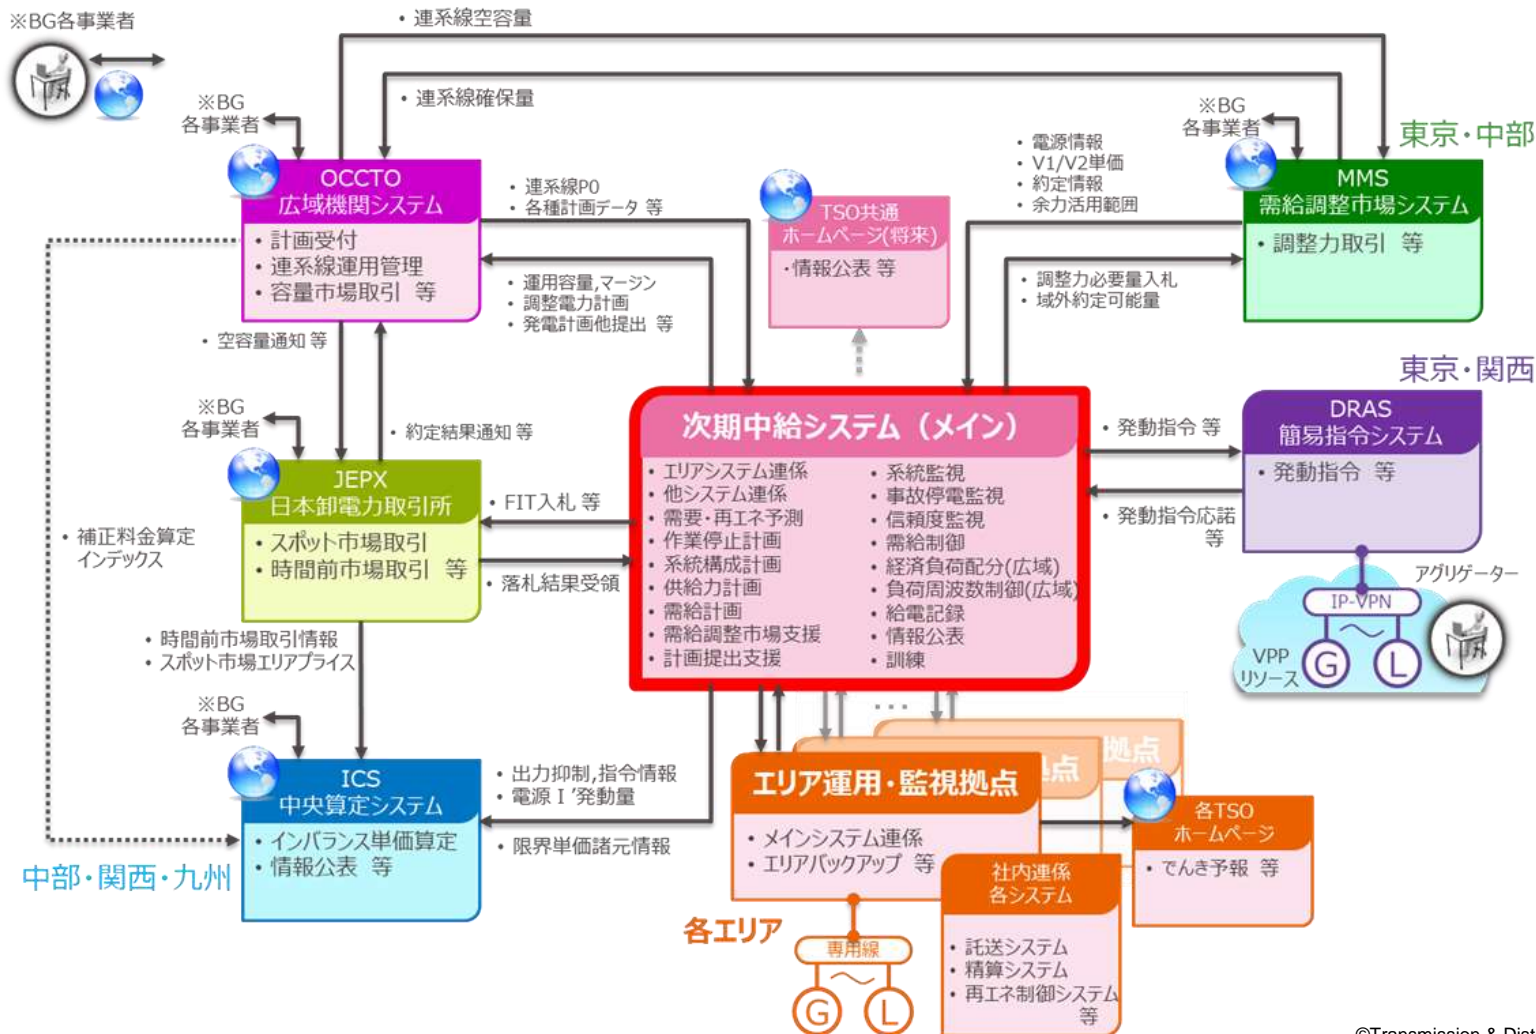 ※BG各事業者
・連系線空容量
・連系線確保量
※BG
各事業者
OCCTO
広域機関システム
・計画受付
・連系線運用管理
・容量市場取引 等
・連系線P0
・各種計画データ 等
・運用容量,マージン
・調整電力計画
・発電計画他提出 等
TSO共通
ホームページ(将来)
・情報公表 等
・電源情報
・V1/V2単価
・約定情報
・余力活用範囲
※BG
各事業者
東京・中部
MMS
需給調整市場システム
・調整力取引 等
・調整力必要量入札
・域外約定可能量
・空容量通知 等
・約定結果通知 等
※BG
各事業者
JEPX
日本卸電力取引所
・スポット市場取引
・時間前市場取引 等
・FIT入札 等
・落札結果受領
・補正料金算定
インデックス
次期中給システム（メイン）
・エリアシステム連係
・他システム連係
・需要・再エネ予測
・作業停止計画
・系統構成計画
・供給力計画
・需給計画
・需給調整市場支援
・計画提出支援
・系統監視
・事故停電監視
・信頼度監視
・需給制御
・経済負荷配分(広域)
・負荷周波数制御(広域)
・給電記録
・情報公表
・訓練
・発動指令 等
・発動指令応諾
等
東京・関西
DRAS
簡易指令システム
・発動指令 等
アグリゲーター
IP-VPN
VPP
リソース
G
L
・時間前市場取引情報
・スポット市場エリアプライス
※BG
各事業者
ICS
中央算定システム
・インバランス単価算定
・情報公表 等
中部・関西・九州
・出力抑制,指令情報
・電源Ⅰ’発動量
・限界単価諸元情報
…
エリア運用・監視拠点
点
拠点
・メインシステム連係
・エリアバックアップ 等
各エリア
専用線
G
L
社内連係
各システム
・託送システム
・精算システム
・再エネ制御システム
等
各TSO
ホームページ
・でんき予報 等
©Transmission & Dist